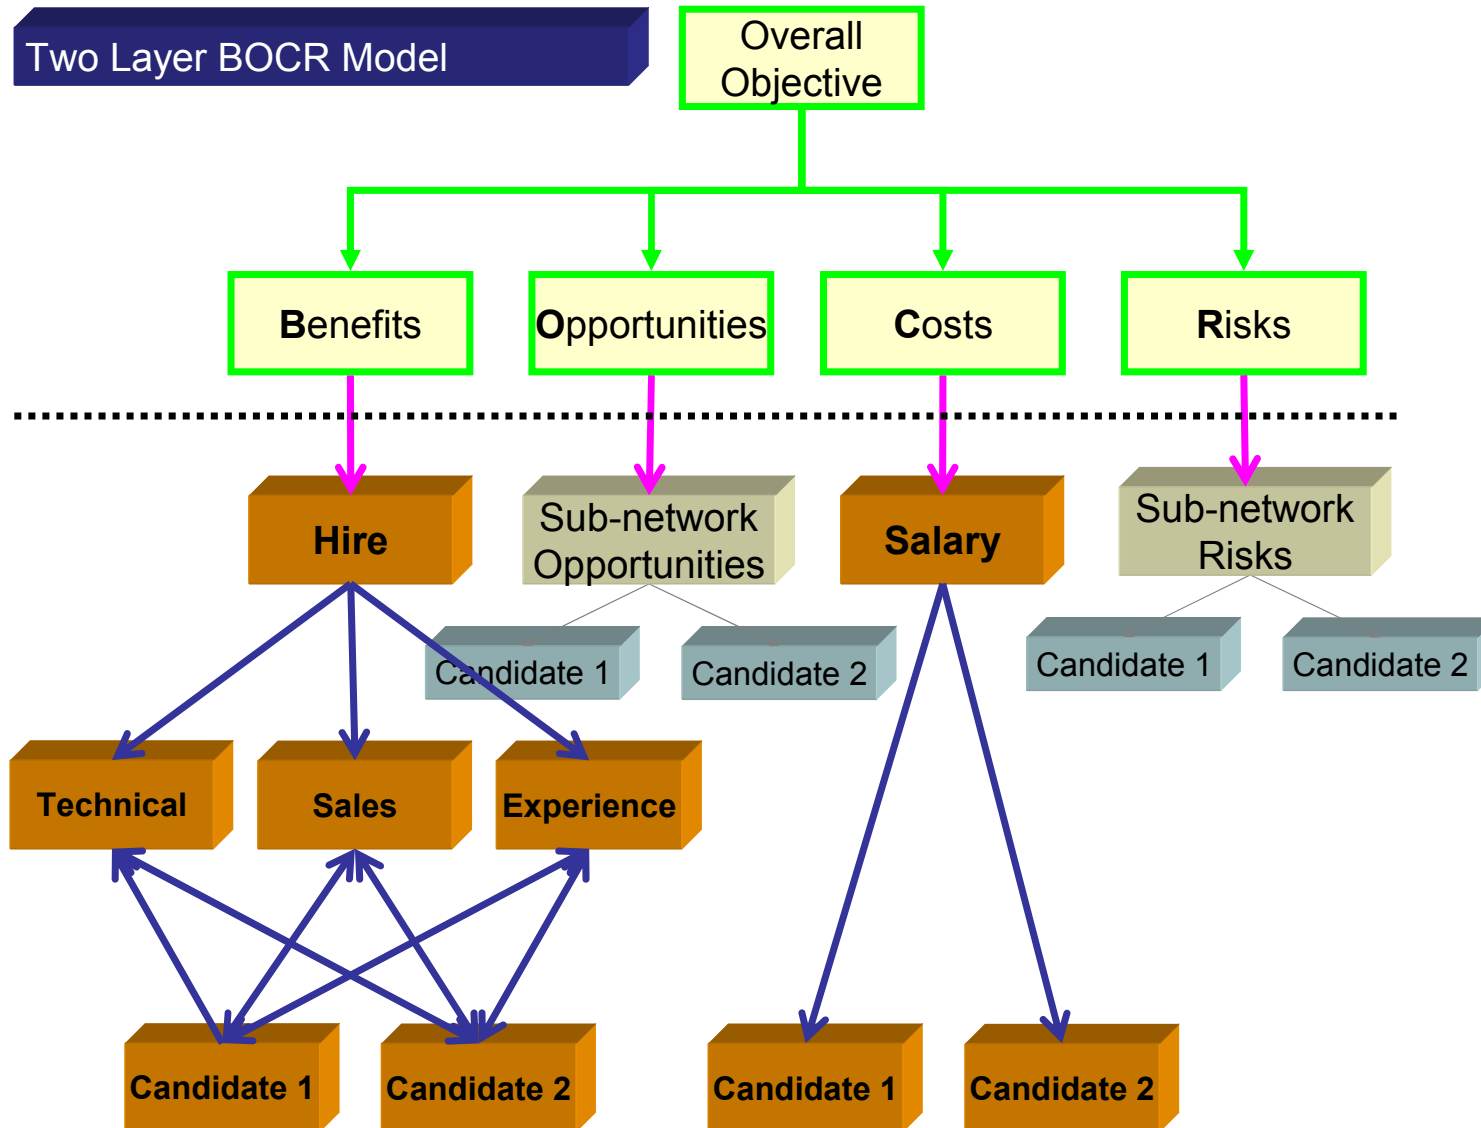 Two Layer BOCR Model
Overall
Objective
Benefits
Opportunities
Costs
Risks
Hire
Sub-network
Opportunities
Salary
Sub-network
Risks
Candidate 1
Candidate 2
Candidate 1
Candidate 2
Technical
Sales
Experience
Candidate 1
Candidate 2
Candidate 1
Candidate 2